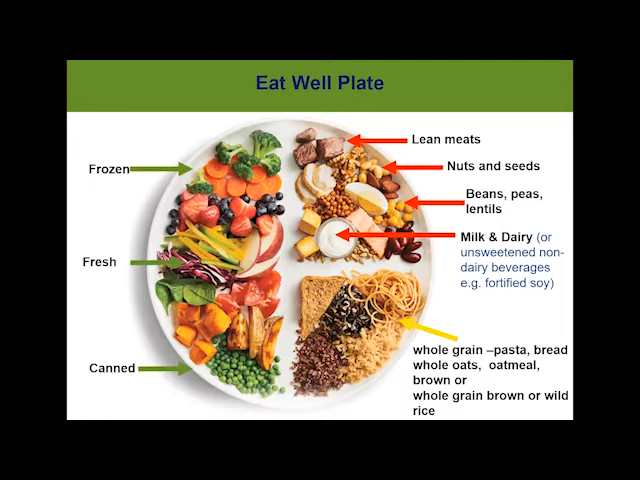 Eat Well Plate
Frozen
Fresh
Canned
Lean meats
Nuts and seeds
Beans, peas,
lentils
Milk & Dairy (or
unsweetened non-
dairy beverages
e.g. fortified soy)
whole grain –pasta, bread
whole oats, oatmeal,
brown or
whole grain brown or wild
rice